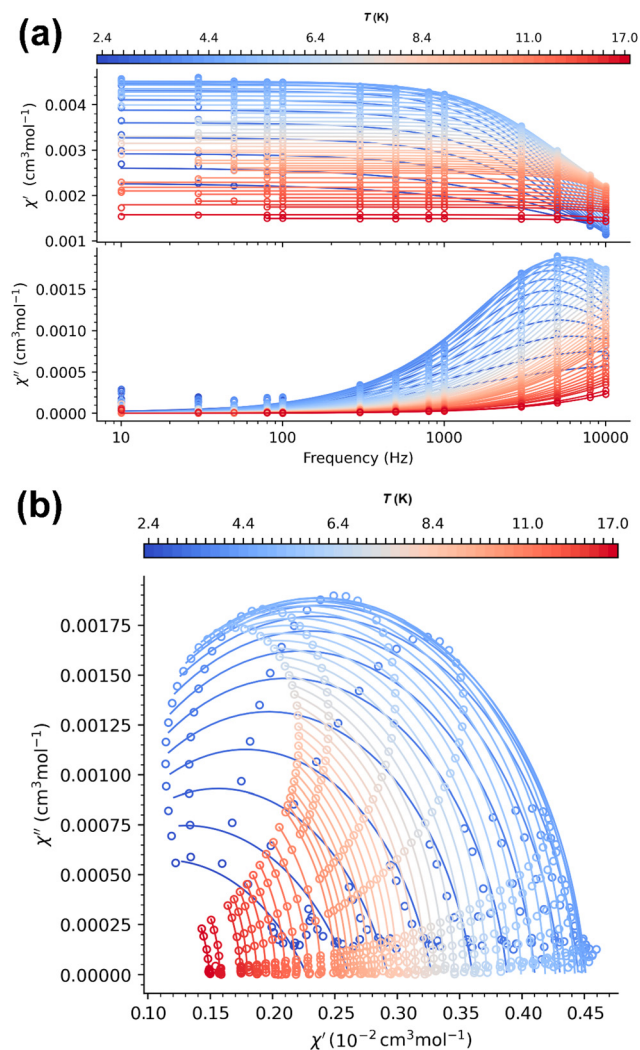 (a)
T (K)
2.4 4.4 6.4 8.4 11.0 17.0
0.004
0.003
0.002
0.001
χ′ (cm³mol⁻¹)
0.0015
0.0010
0.0005
0.0000
χ″ (cm³mol⁻¹)
10 100 1000 10000
Frequency (Hz)
(b)
T (K)
2.4 4.4 6.4 8.4 11.0 17.0
0.00175
0.00150
0.00125
0.00100
0.00075
0.00050
0.00025
0.00000
χ″ (cm³mol⁻¹)
0.10 0.15 0.20 0.25 0.30 0.35 0.40 0.45
χ′ (10⁻² cm³mol⁻¹)